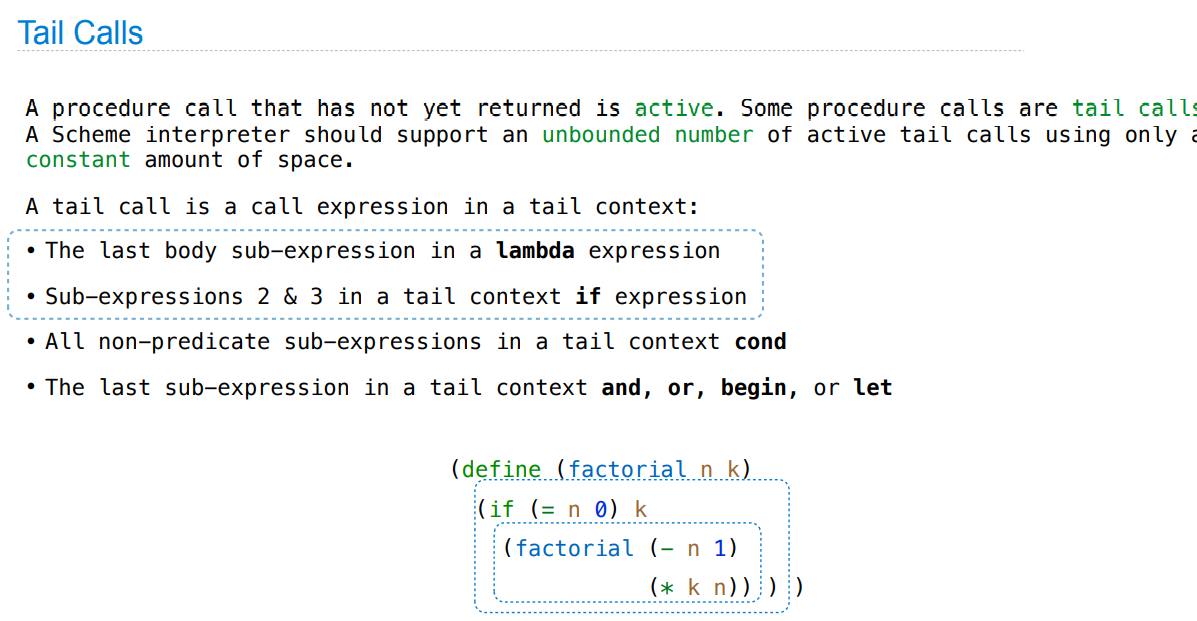 Tail Calls
A procedure call that has not yet returned is active. Some procedure calls are tail calls
A Scheme interpreter should support an unbounded number of active tail calls using only a
constant amount of space.
A tail call is a call expression in a tail context:
• The last body sub-expression in a lambda expression
• Sub-expressions 2 & 3 in a tail context if expression
• All non-predicate sub-expressions in a tail context cond
• The last sub-expression in a tail context and, or, begin, or let
(define (factorial n k)
(if (= n 0) k
(factorial (- n 1)
(* k n)) ) )